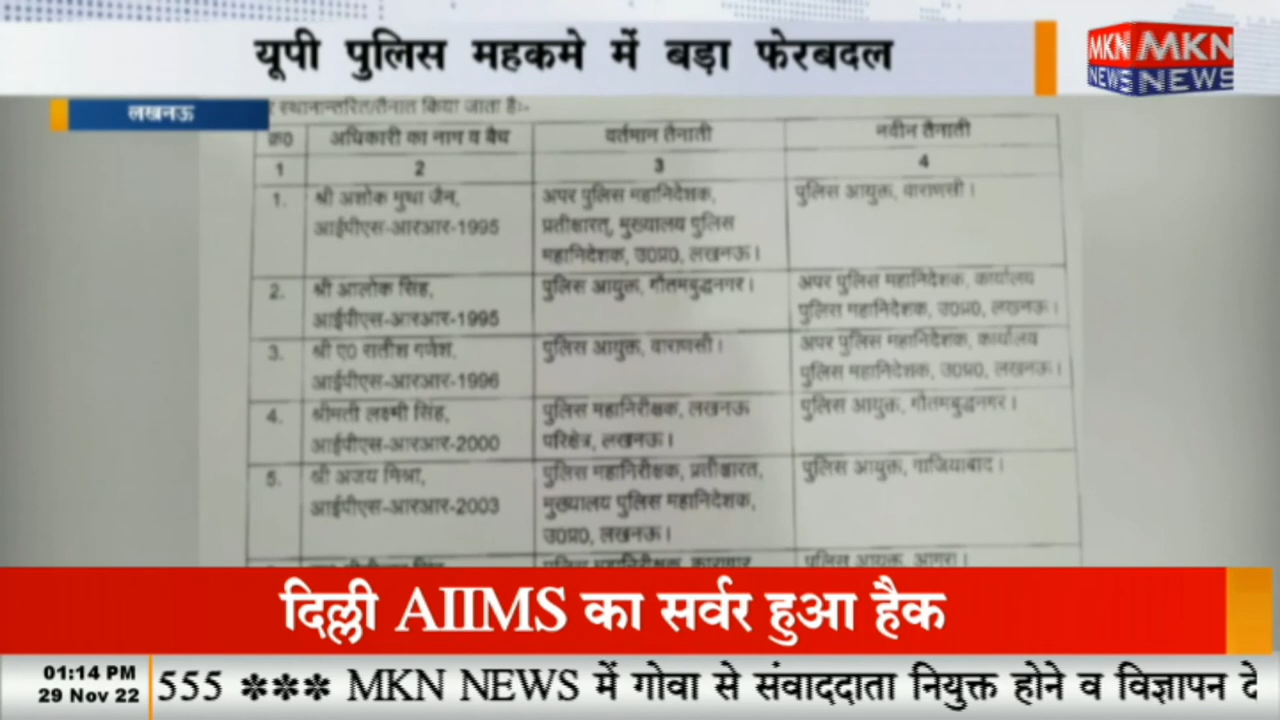 यूपी पुलिस महकमे में बड़ा फेरबदल
MKN MKN
NEWS NEWS
लखनऊ
स्थानान्तरित/तैनात किया जाता है।-
क्र0 अधिकारी का नाम व बैच वर्तमान तैनाती नवीन तैनाती
1 2 3 4
1. श्री अशोक मुथा जैन, अपर पुलिस महानिदेशक, पुलिस आयुक्त, वाराणसी।
आईपीएस-आरआर-1995 प्रतीक्षारत्, मुख्यालय पुलिस
महानिदेशक, उ0प्र0, लखनऊ।
2. श्री आलोक सिंह, पुलिस आयुक्त, गौतमबुद्धनगर। अपर पुलिस महानिदेशक, कार्यालय
आईपीएस-आरआर-1995 पुलिस महानिदेशक, उ0प्र0, लखनऊ।
3. श्री ए0 सतीश गणेश, पुलिस आयुक्त, वाराणसी। अपर पुलिस महानिदेशक, कार्यालय
आईपीएस-आरआर-1996 पुलिस महानिदेशक, उ0प्र0, लखनऊ।
4. श्रीमती लक्ष्मी सिंह, पुलिस महानिरीक्षक, लखनऊ पुलिस आयुक्त, गौतमबुद्धनगर।
आईपीएस-आरआर-2000 परिक्षेत्र, लखनऊ।
5. श्री अजय मिश्रा, पुलिस महानिरीक्षक, प्रतीक्षारत, पुलिस आयुक्त, गाजियाबाद।
आईपीएस-आरआर-2003 मुख्यालय पुलिस महानिदेशक,
उ0प्र0, लखनऊ।
पुलिस महानिरीक्षक, कारागार पुलिस आयुक्त, आगरा।
दिल्ली AIIMS का सर्वर हुआ हैक
01:14 PM
29 Nov 22
555 *** MKN NEWS में गोवा से संवाददाता नियुक्त होने व विज्ञापन दे